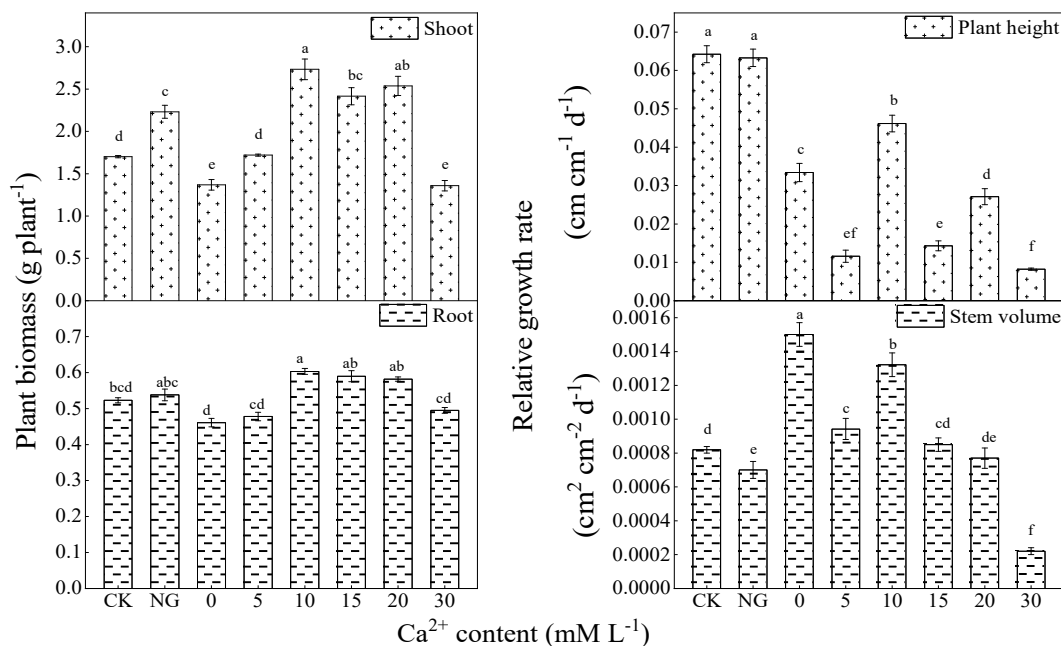 Plant biomass (g plant⁻¹)
3.0
2.5
2.0
1.5
1.0
0.5
0.0
Shoot
d
c
e
d
a
bc
ab
e
0.7
0.6
0.5
0.4
0.3
0.2
0.1
0.0
Root
bcd
abc
d
cd
a
ab
ab
cd
CK NG 0 5 10 15 20 30
Relative growth rate
(cm cm⁻¹ d⁻¹)
0.07
0.06
0.05
0.04
0.03
0.02
0.01
0.00
Plant height
a
a
c
ef
b
e
d
f
(cm² cm⁻² d⁻¹)
0.0016
0.0014
0.0012
0.0010
0.0008
0.0006
0.0004
0.0002
0.0000
Stem volume
d
e
a
c
b
cd
de
f
CK NG 0 5 10 15 20 30
Ca²⁺ content (mM L⁻¹)